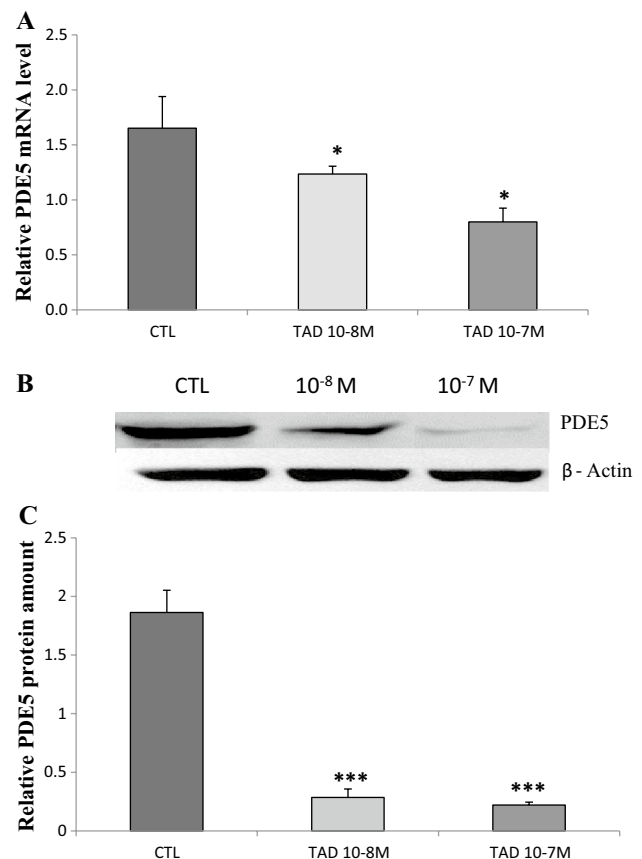 A
Relative PDE5 mRNA level
2.5
2.0
1.5
1.0
0.5
0.0
*
*
CTL
TAD 10-8M
TAD 10-7M
B
CTL
10⁻⁸ M
10⁻⁷ M
PDE5
β - Actin
C
Relative PDE5 protein amount
2.5
2
1.5
1
0.5
0
***
***
CTL
TAD 10-8M
TAD 10-7M